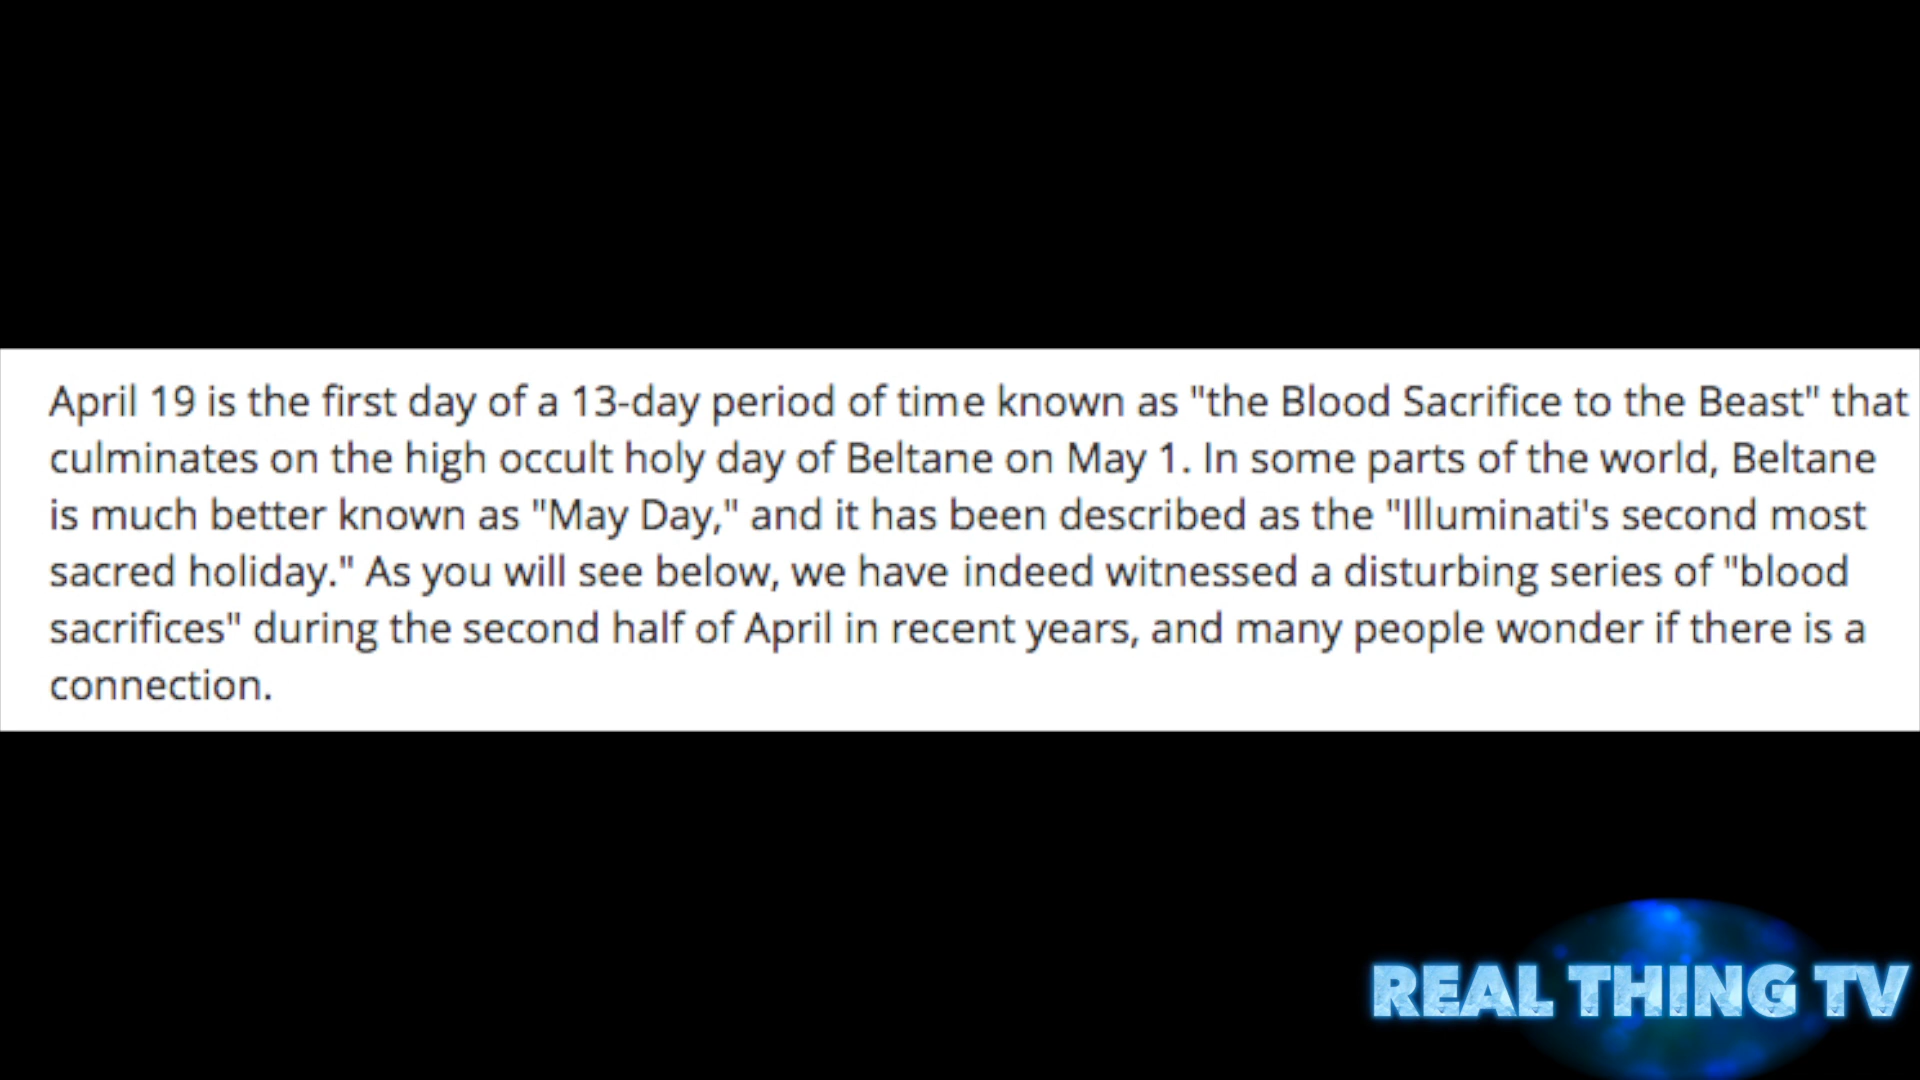 April 19 is the first day of a 13-day period of time known as "the Blood Sacrifice to the Beast" that
culminates on the high occult holy day of Beltane on May 1. In some parts of the world, Beltane
is much better known as "May Day," and it has been described as the "Illuminati's second most
sacred holiday." As you will see below, we have indeed witnessed a disturbing series of "blood
sacrifices" during the second half of April in recent years, and many people wonder if there is a
connection.
REAL THING TV